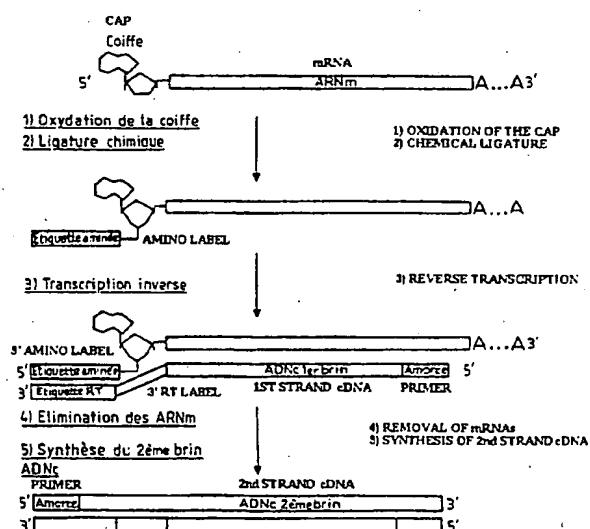 CAP
Coiffe
mRNA
5' ARNm A...A3'
1) Oxydation de la coiffe
2) Ligature chimique
1) OXIDATION OF THE CAP
2) CHEMICAL LIGATURE
A...A
Etiquette aminée AMINO LABEL
3) Transcription inverse
3) REVERSE TRANSCRIPTION
A...A3'
3' AMINO LABEL
5' Etiquette aminée ADNc 1er brin Amorce 5'
3' Etiquette RT 3' RT LABEL 1ST STRAND cDNA PRIMER
4) Elimination des ARNm
4) REMOVAL of mRNAs
5) Synthèse du 2ème brin
ADNc
5) SYNTHESIS OF 2nd STRAND cDNA
PRIMER 2nd STRAND cDNA
5' Amorce ADNc 2èmebrin 3'
3' 5'